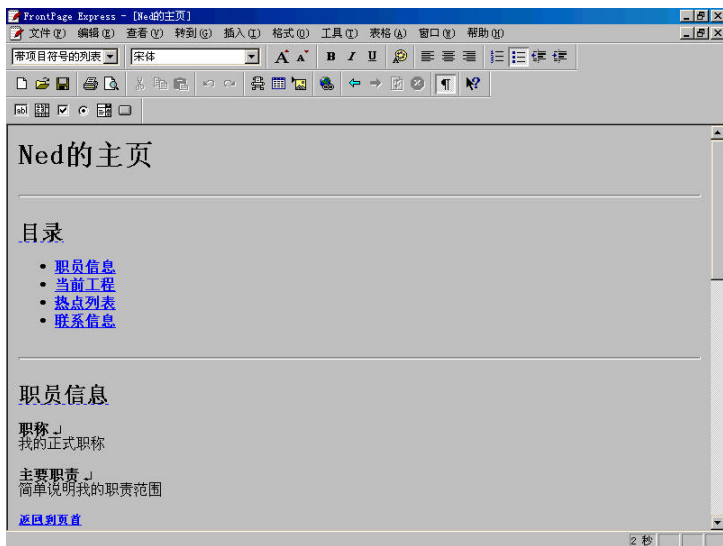 FrontPage Express - [Ned的主页]
文件(F) 编辑(E) 查看(V) 转到(G) 插入(I) 格式(O) 工具(T) 表格(A) 窗口(W) 帮助(H)
带项目符号的列表 宋体 A A B I U
abl
Ned的主页
目录
• 职员信息
• 当前工程
• 热点列表
• 联系信息
职员信息
职称
我的正式职称
主要职责
简单说明我的职责范围
返回到页首
2 秒